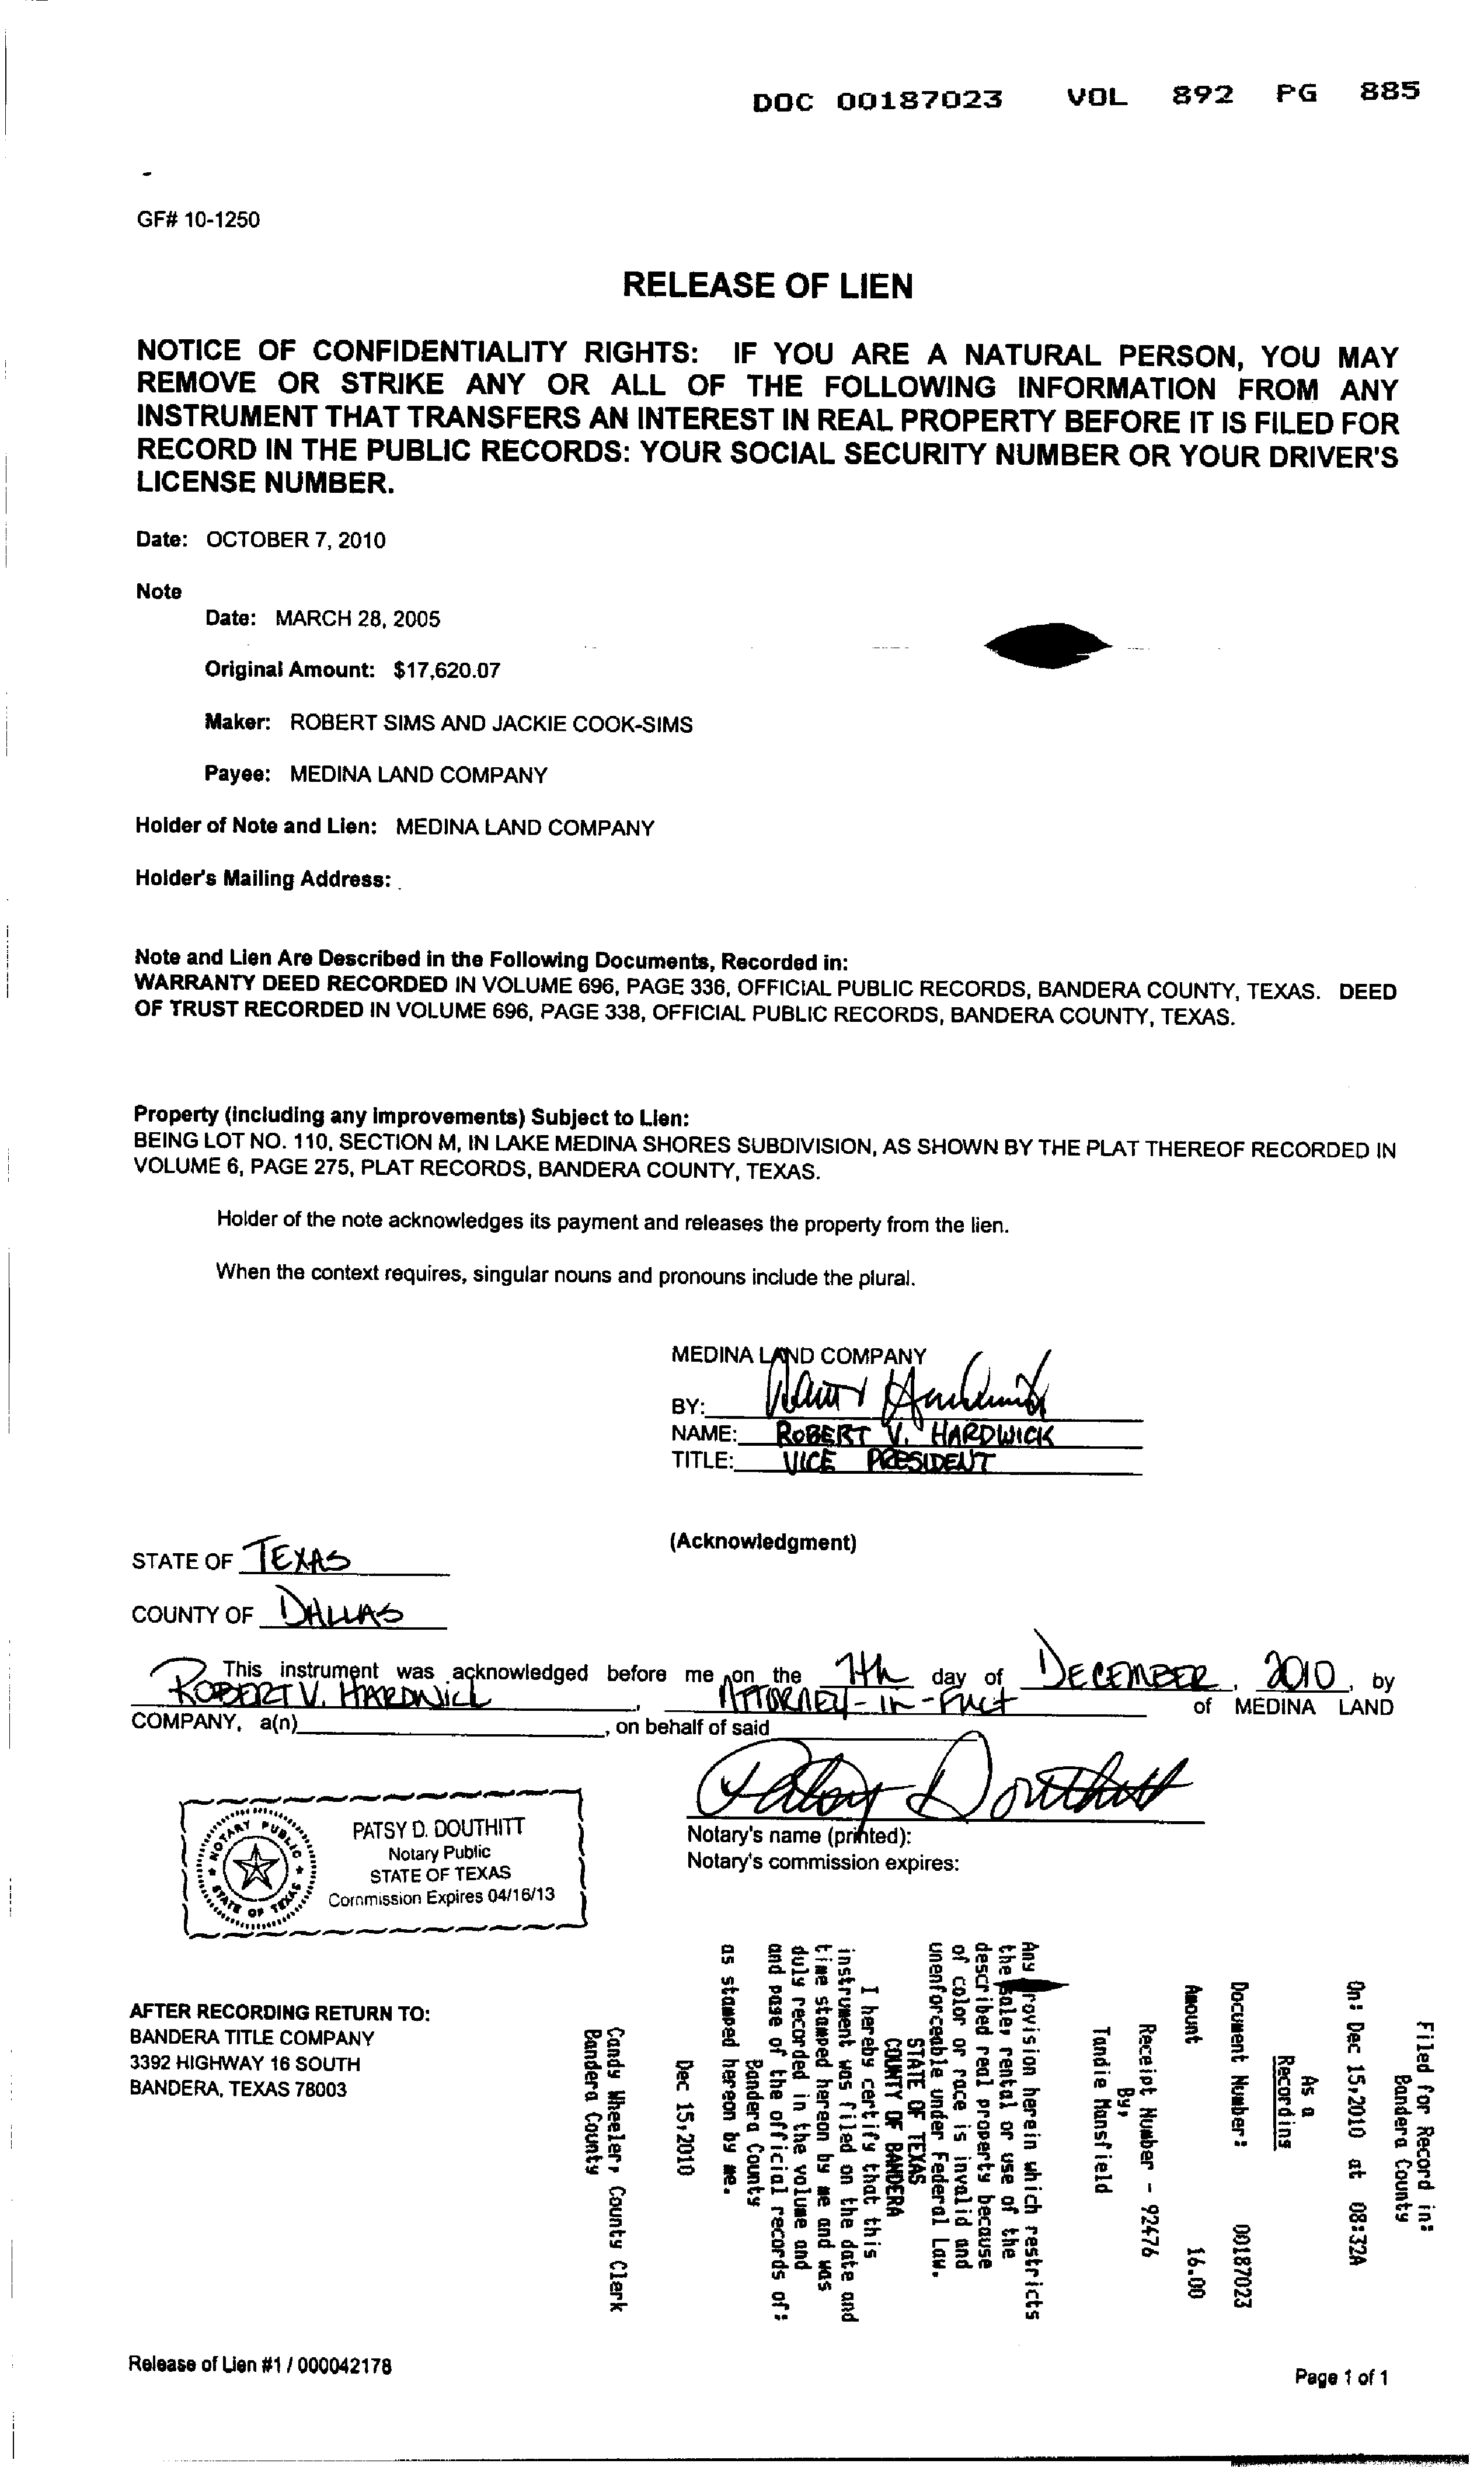 DOC 00187023 VOL 892 PG 885
GF# 10-1250
RELEASE OF LIEN
NOTICE OF CONFIDENTIALITY RIGHTS: IF YOU ARE A NATURAL PERSON, YOU MAY
REMOVE OR STRIKE ANY OR ALL OF THE FOLLOWING INFORMATION FROM ANY
INSTRUMENT THAT TRANSFERS AN INTEREST IN REAL PROPERTY BEFORE IT IS FILED FOR
RECORD IN THE PUBLIC RECORDS: YOUR SOCIAL SECURITY NUMBER OR YOUR DRIVER'S
LICENSE NUMBER.
Date: OCTOBER 7, 2010
Note
Date: MARCH 28, 2005
Original Amount: $17,620.07
Maker: ROBERT SIMS AND JACKIE COOK-SIMS
Payee: MEDINA LAND COMPANY
Holder of Note and Lien: MEDINA LAND COMPANY
Holder's Mailing Address:
Note and Lien Are Described in the Following Documents, Recorded in:
WARRANTY DEED RECORDED IN VOLUME 696, PAGE 336, OFFICIAL PUBLIC RECORDS, BANDERA COUNTY, TEXAS. DEED
OF TRUST RECORDED IN VOLUME 696, PAGE 338, OFFICIAL PUBLIC RECORDS, BANDERA COUNTY, TEXAS.
Property (including any improvements) Subject to Lien:
BEING LOT NO. 110, SECTION M, IN LAKE MEDINA SHORES SUBDIVISION, AS SHOWN BY THE PLAT THEREOF RECORDED IN
VOLUME 6, PAGE 275, PLAT RECORDS, BANDERA COUNTY, TEXAS.
Holder of the note acknowledges its payment and releases the property from the lien.
When the context requires, singular nouns and pronouns include the plural.
MEDINA LAND COMPANY
BY:
NAME: ROBERT V. HARDWICK
TITLE: VICE PRESIDENT
(Acknowledgment)
STATE OF TEXAS
COUNTY OF DALLAS
This instrument was acknowledged before me on the 7th day of DECEMBER, 2010, by
ROBERT V. HARDWICK, ATTORNEY-IN-FACT of MEDINA LAND
COMPANY, a(n) , on behalf of said
Patsy D Douthitt
Notary's name (printed):
Notary's commission expires:
NOTARY PUBLIC
STATE OF TEXAS
PATSY D. DOUTHITT
Notary Public
STATE OF TEXAS
Commission Expires 04/16/13
AFTER RECORDING RETURN TO:
BANDERA TITLE COMPANY
3392 HIGHWAY 16 SOUTH
BANDERA, TEXAS 78003
Filed for Record in:
Bandera County
On: Dec 15,2010 at 08:32A
As a
Recording
Document Number: 00187023
Amount 16.00
Receipt Number - 92476
By,
Tandie Mansfield
Any rovision herein which restricts
the sale, rental or use of the
described real property because
of color or race is invalid and
unenforceable under Federal Law.
STATE OF TEXAS
COUNTY OF BANDERA
I hereby certify that this
instrument was filed on the date and
time stamped hereon by me and was
duly recorded in the volume and
and page of the official records of:
Bandera County
as stamped hereon by me.
Dec 15,2010
Candy Wheeler, County Clerk
Bandera County
Release of Lien #1 / 000042178
Page 1 of 1